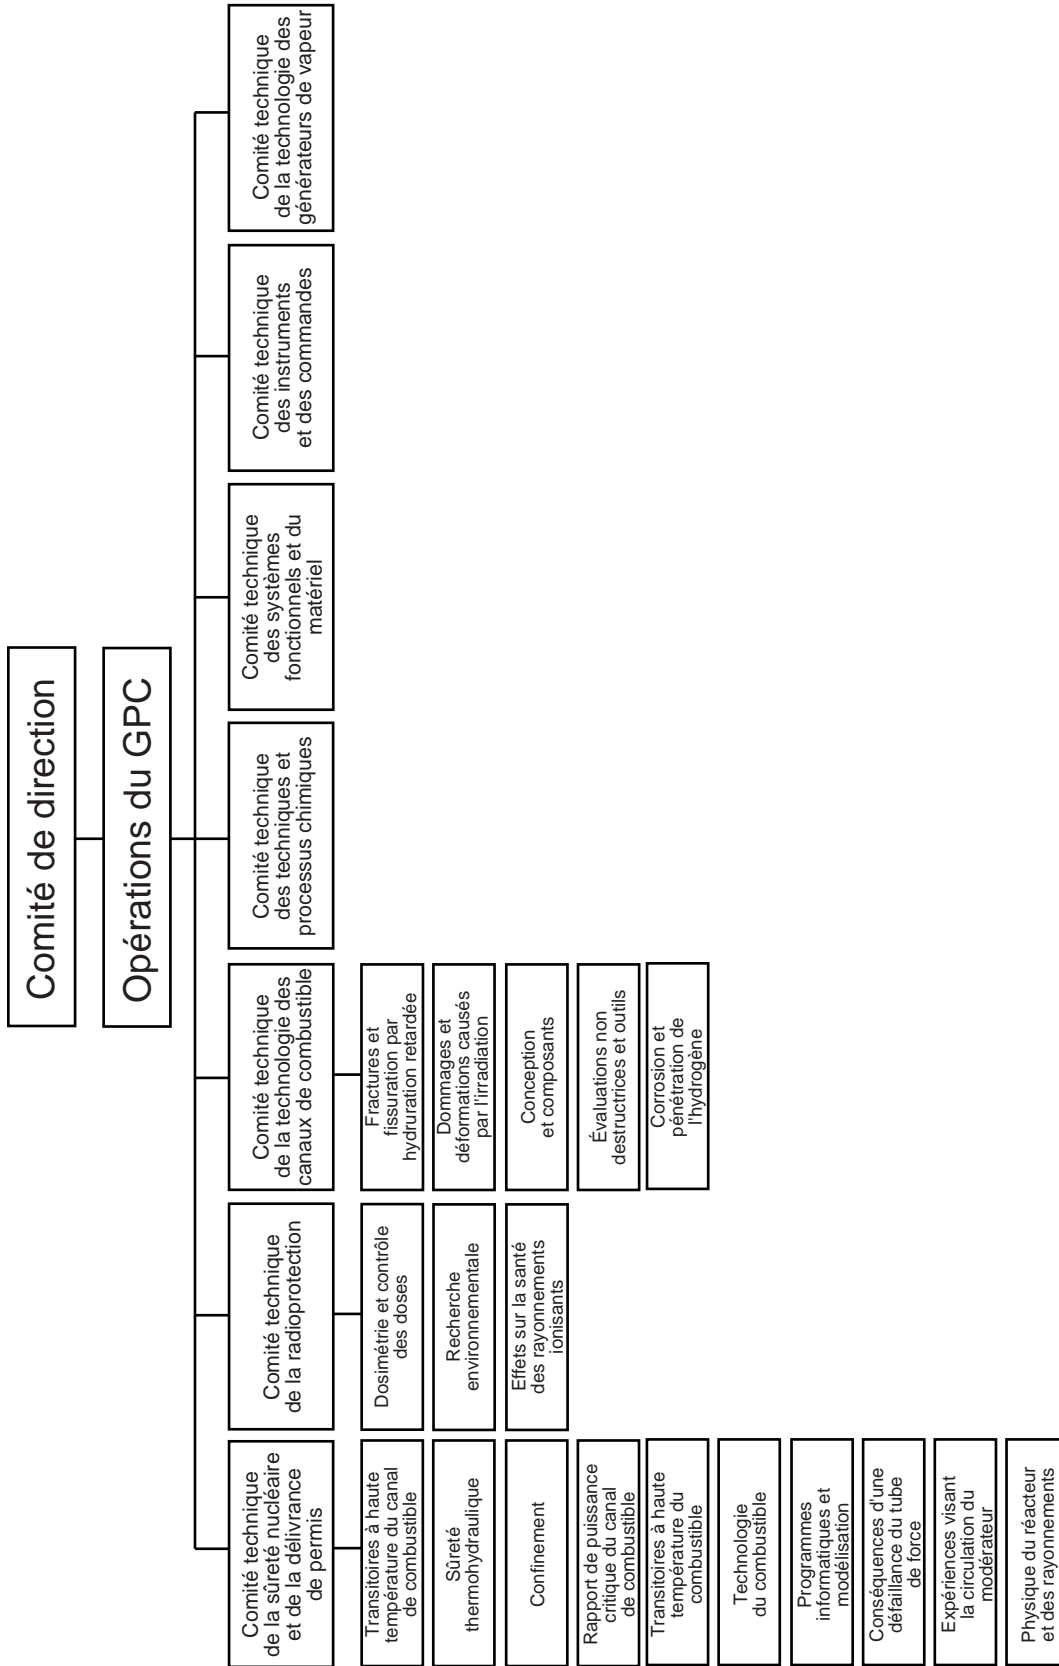 Comité de direction
Opérations du GPC
Comité technique
de la sûreté nucléaire
et de la délivrance
de permis
Comité technique
de la radioprotection
Comité technique
de la technologie des
canaux de combustible
Comité technique
des techniques et
processus chimiques
Comité technique
des systèmes
fonctionnels et du
matériel
Comité technique
des instruments
et des commandes
Comité technique
de la technologie des
générateurs de vapeur
Transitoires à haute
température du canal
de combustible
Sûreté
thermohydraulique
Confinement
Rapport de puissance
critique du canal
de combustible
Transitoires à haute
température du
combustible
Technologie
du combustible
Programmes
informatiques et
modélisation
Conséquences d'une
défaillance du tube
de force
Expériences visant
la circulation du
modérateur
Physique du réacteur
et des rayonnements
Dosimétrie et contrôle
des doses
Recherche
environnementale
Effets sur la santé
des rayonnements
ionisants
Fractures et
fissuration par
hydruration retardée
Dommages et
déformations causés
par l'irradiation
Conception
et composants
Évaluations non
destructrices et outils
Corrosion et
pénétration de
l'hydrogène